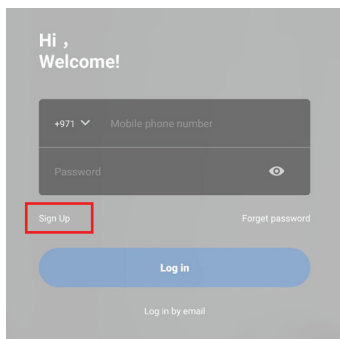 Hi ,
Welcome!
+971 Mobile phone number
Password
Sign Up Forget password
Log in
Log in by email